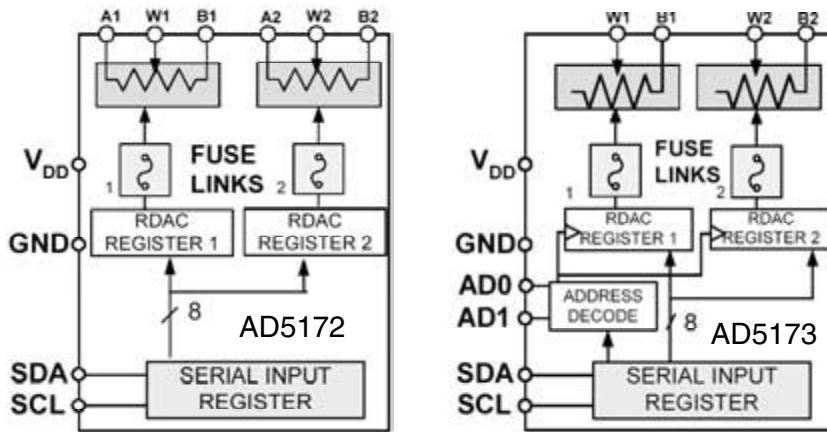 A1 W1 B1 A2 W2 B2
V DD
1
FUSE
LINKS
2
RDAC
REGISTER 1
RDAC
REGISTER 2
GND
8
AD5172
SDA
SCL
SERIAL INPUT
REGISTER
W1 B1 W2 B2
V DD
1
FUSE
LINKS
2
RDAC
REGISTER 1
RDAC
REGISTER 2
GND
AD0
AD1
ADDRESS
DECODE
8
AD5173
SDA
SCL
SERIAL INPUT
REGISTER